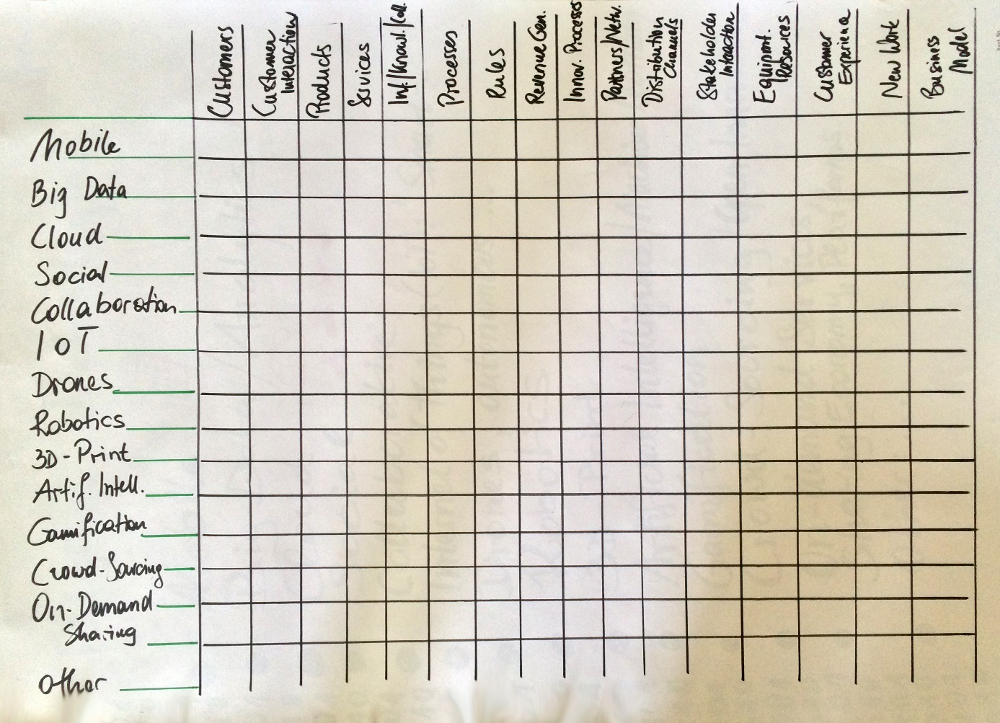 Customers
Customer
Interaction
Products
Services
Inf./Knowl./Coll.
Processes
Rules
Revenue Gen.
Innov. Processes
Partners/Netw.
Distribution
Channels
Stakeholder
Interaction
Equipmt.
Resources
Customer
Experience
New Work
Business
Model
Mobile
Big Data
Cloud
Social
Collaboration
IoT
Drones
Robotics
3D-Print
Artif. Intell.
Gamification
Crowd-Sourcing
On-Demand
Sharing
Other